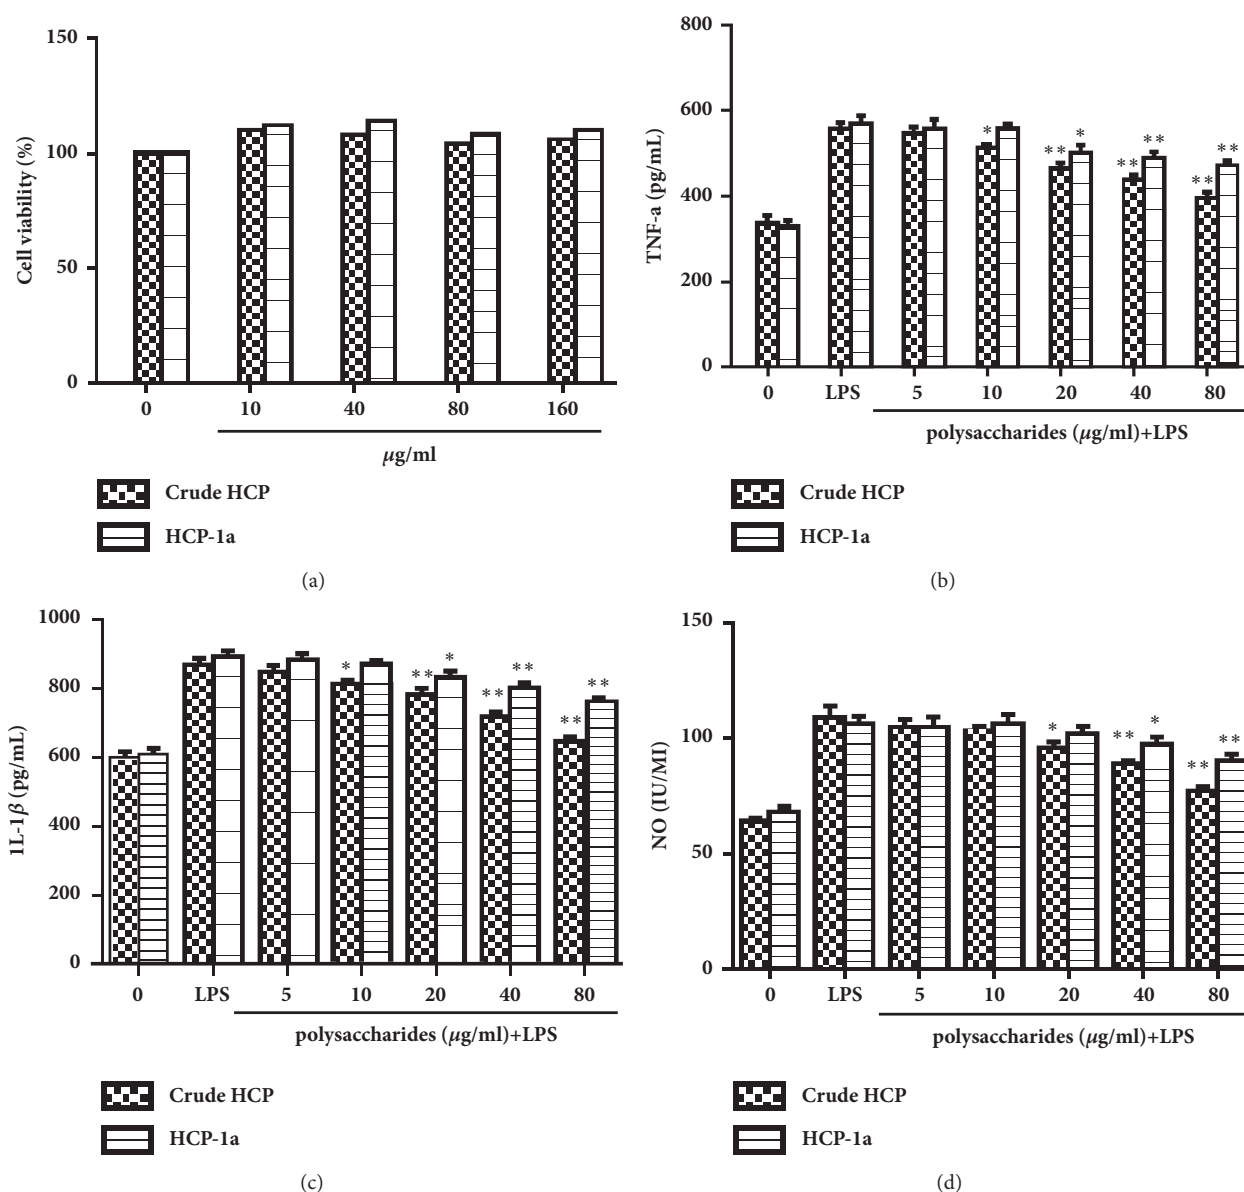 150
100
50
0
Cell viability (%)
0 10 40 80 160
μg/ml
Crude HCP
HCP-1a
(a)
800
600
400
200
0
TNF-a (pg/mL)
* ** * ** ** ** **
0 LPS 5 10 20 40 80
polysaccharides (μg/ml)+LPS
Crude HCP
HCP-1a
(b)
1000
800
600
400
200
0
1L-1β (pg/mL)
* ** * ** ** ** **
0 LPS 5 10 20 40 80
polysaccharides (μg/ml)+LPS
Crude HCP
HCP-1a
(c)
150
100
50
0
NO (IU/MI)
* ** * ** **
0 LPS 5 10 20 40 80
polysaccharides (μg/ml)+LPS
Crude HCP
HCP-1a
(d)